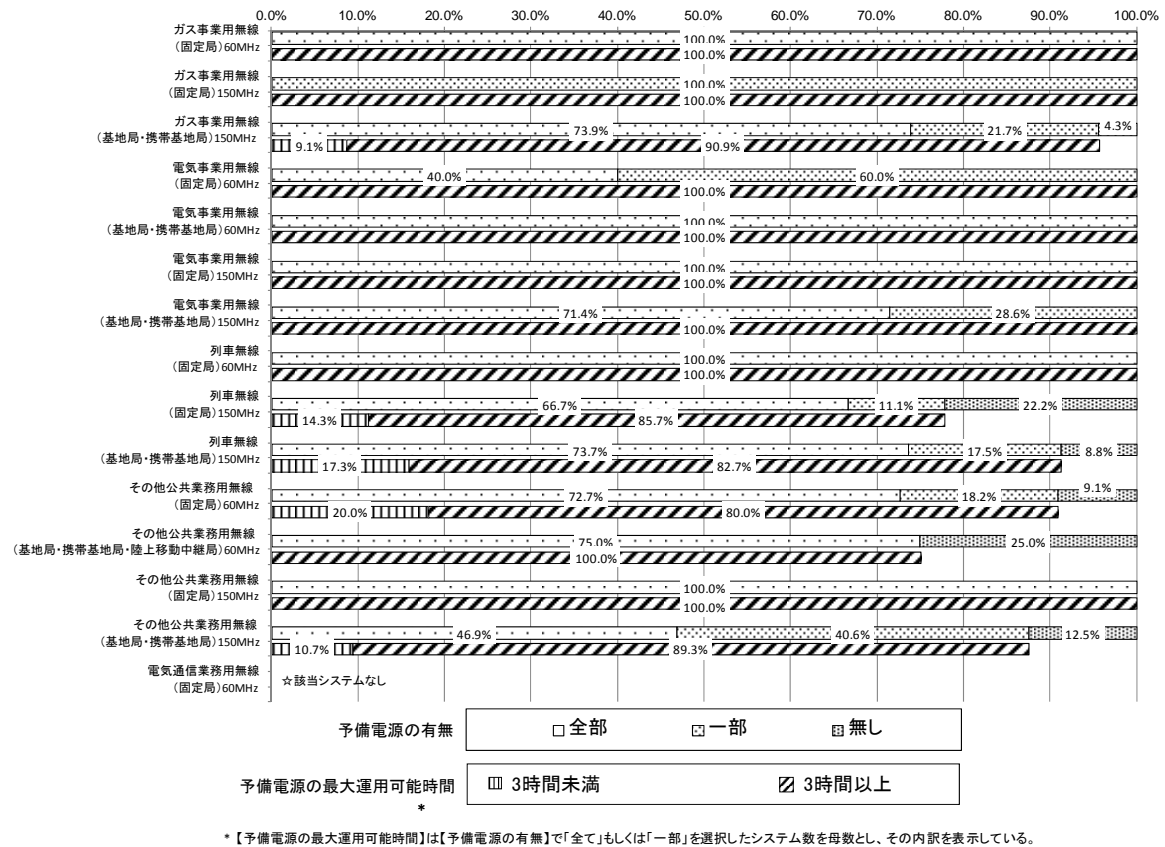 0.0% 10.0% 20.0% 30.0% 40.0% 50.0% 60.0% 70.0% 80.0% 90.0% 100.0%
ガス事業用無線
(固定局)60MHz
100.0%
100.0%
ガス事業用無線
(固定局)150MHz
100.0%
100.0%
ガス事業用無線
(基地局・携帯基地局)150MHz
73.9% 21.7% 4.3%
9.1% 90.9%
電気事業用無線
(固定局)60MHz
40.0% 60.0%
100.0%
電気事業用無線
(基地局・携帯基地局)60MHz
100.0%
100.0%
電気事業用無線
(固定局)150MHz
100.0%
100.0%
電気事業用無線
(基地局・携帯基地局)150MHz
71.4% 28.6%
100.0%
列車無線
(固定局)60MHz
100.0%
100.0%
列車無線
(固定局)150MHz
66.7% 11.1% 22.2%
14.3% 85.7%
列車無線
(基地局・携帯基地局)150MHz
73.7% 17.5% 8.8%
17.3% 82.7%
その他公共業務用無線
(固定局)60MHz
72.7% 18.2% 9.1%
20.0% 80.0%
その他公共業務用無線
(基地局・携帯基地局・陸上移動中継局)60MHz
75.0% 25.0%
100.0%
その他公共業務用無線
(固定局)150MHz
100.0%
100.0%
その他公共業務用無線
(基地局・携帯基地局)150MHz
46.9% 40.6% 12.5%
10.7% 89.3%
電気通信業務用無線
(固定局)60MHz
☆該当システムなし
予備電源の有無 全部 一部 無し
予備電源の最大運用可能時間 3時間未満 3時間以上
*
* 【予備電源の最大運用可能時間】は【予備電源の有無】で「全て」もしくは「一部」を選択したシステム数を母数とし、その内訳を表示している。